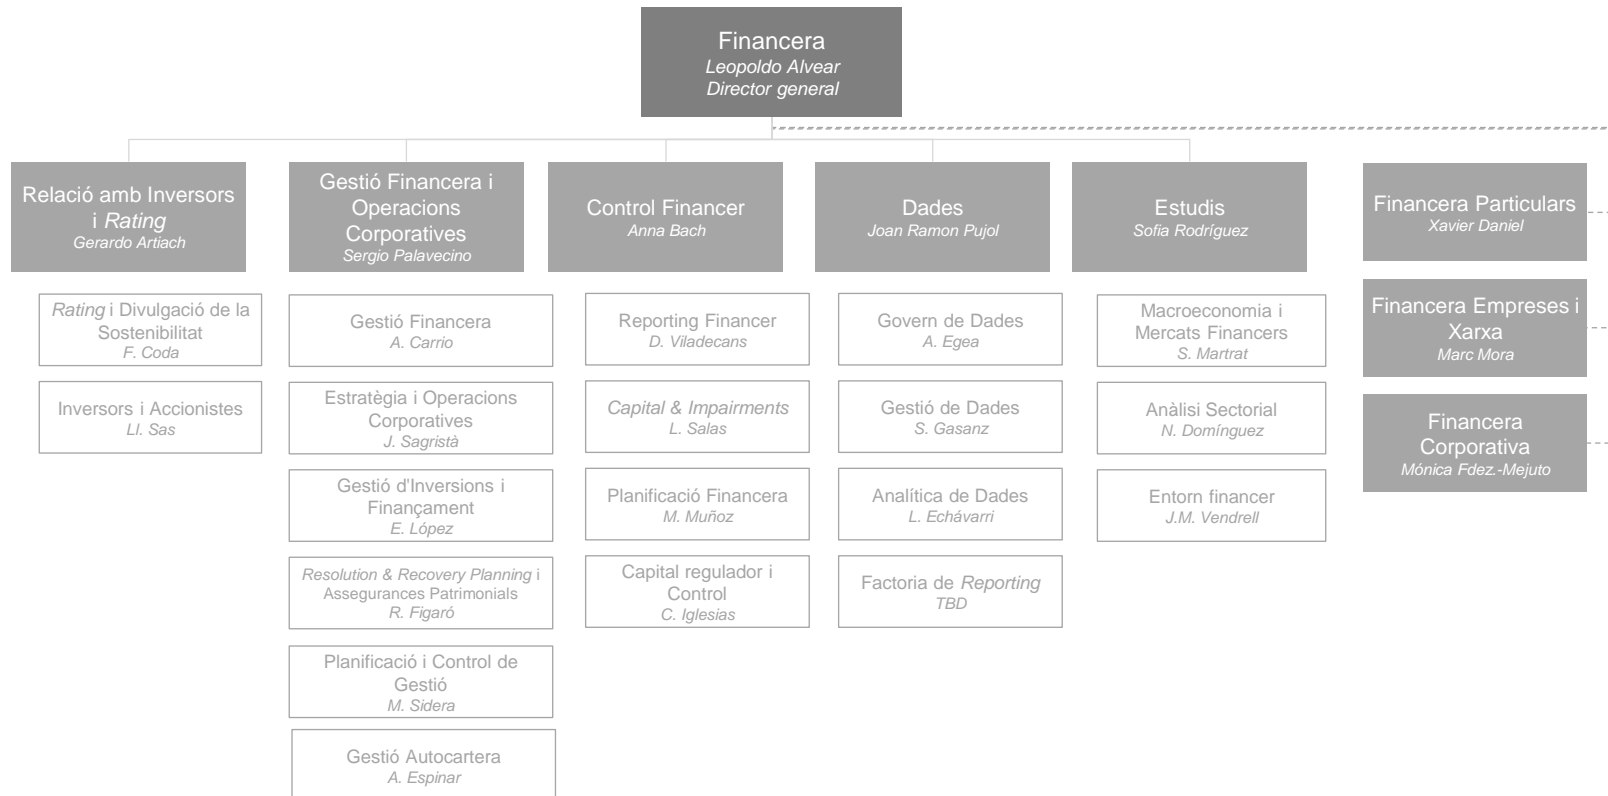 Financera
Leopoldo Alvear
Director general
Relació amb Inversors
i Rating
Gerardo Artiach
Gestió Financera i
Operacions
Corporatives
Sergio Palavecino
Control Financer
Anna Bach
Dades
Joan Ramon Pujol
Estudis
Sofia Rodríguez
Financera Particulars
Xavier Daniel
Financera Empreses i
Xarxa
Marc Mora
Financera
Corporativa
Mónica Fdez.-Mejuto
Rating i Divulgació de la
Sostenibilitat
F. Coda
Inversors i Accionistes
Ll. Sas
Gestió Financera
A. Carrio
Estratègia i Operacions
Corporatives
J. Sagristà
Gestió d'Inversions i
Finançament
E. López
Resolution & Recovery Planning i
Assegurances Patrimonials
R. Figaró
Planificació i Control de
Gestió
M. Sidera
Gestió Autocartera
A. Espinar
Reporting Financer
D. Viladecans
Capital & Impairments
L. Salas
Planificació Financera
M. Muñoz
Capital regulador i
Control
C. Iglesias
Govern de Dades
A. Egea
Gestió de Dades
S. Gasanz
Analítica de Dades
L. Echávarri
Factoria de Reporting
TBD
Macroeconomia i
Mercats Financers
S. Martrat
Anàlisi Sectorial
N. Domínguez
Entorn financer
J.M. Vendrell